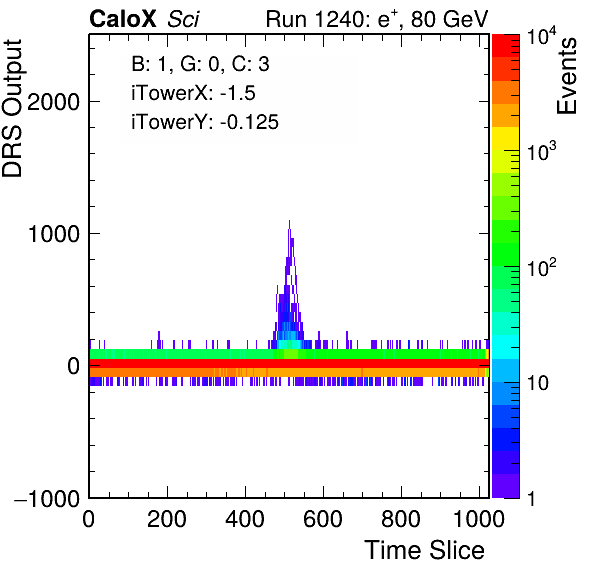 CaloX Sci Run 1240: e+, 80 GeV
B: 1, G: 0, C: 3
iTowerX: -1.5
iTowerY: -0.125
DRS Output
2000
1000
0
−1000
0 200 400 600 800 1000
Time Slice
Events
10^4
10^3
10^2
10
1